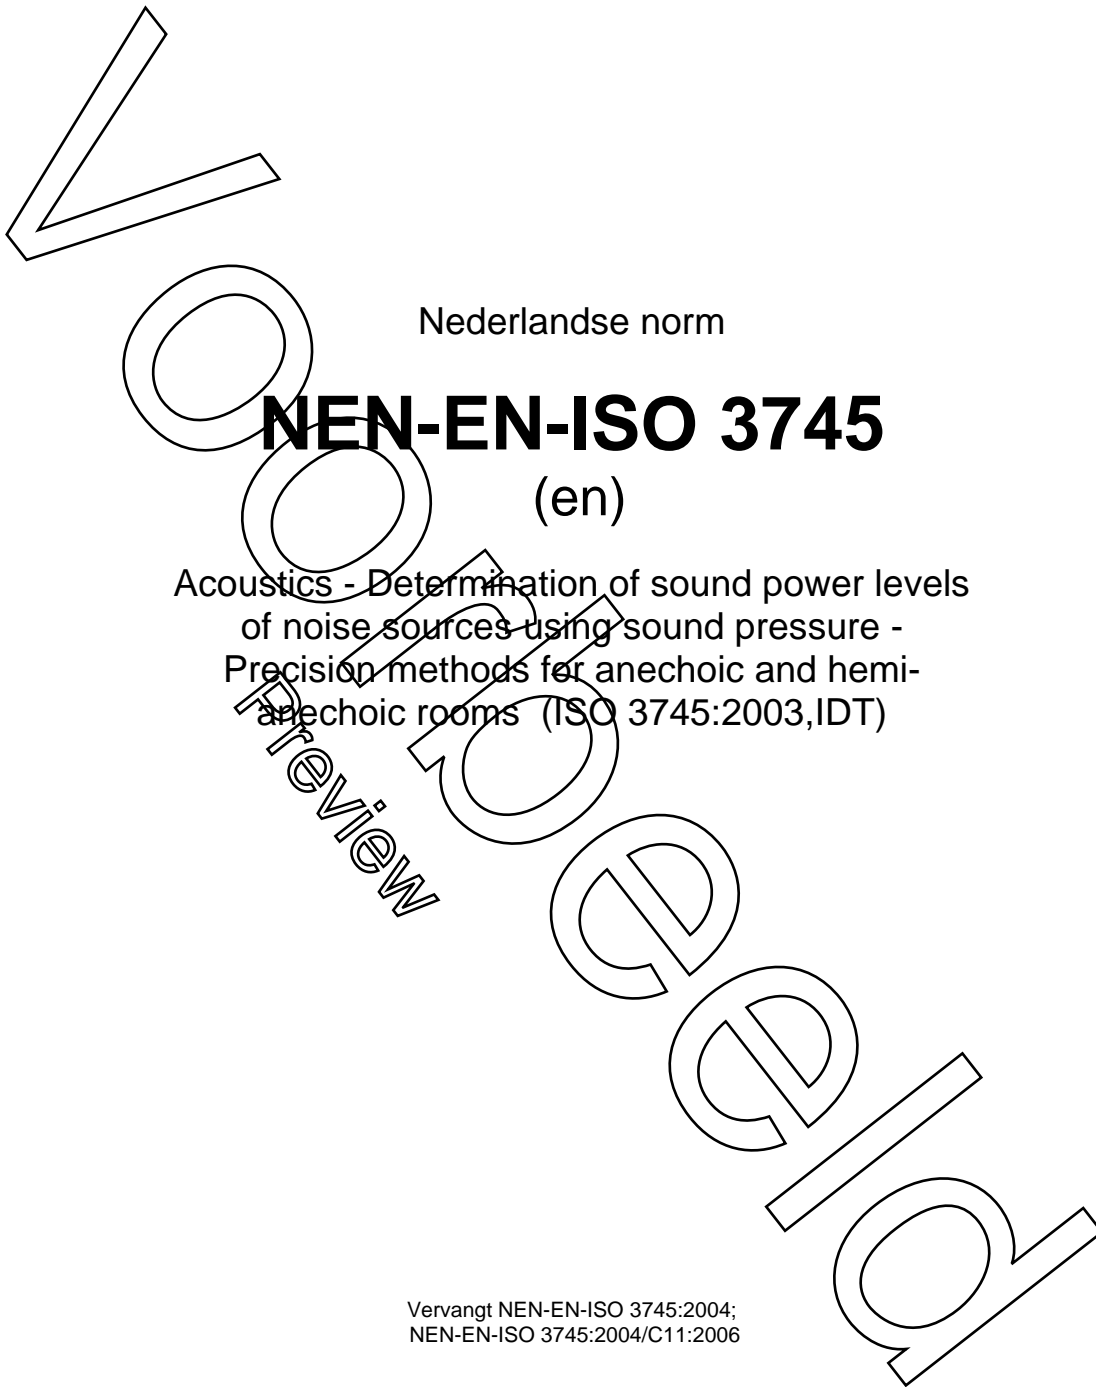 Nederlandse norm
NEN-EN-ISO 3745
(en)
Acoustics - Determination of sound power levels
of noise sources using sound pressure -
Precision methods for anechoic and hemi-
anechoic rooms (ISO 3745:2003,IDT)
Voorbeeld
Preview
Vervangt NEN-EN-ISO 3745:2004;
NEN-EN-ISO 3745:2004/C11:2006